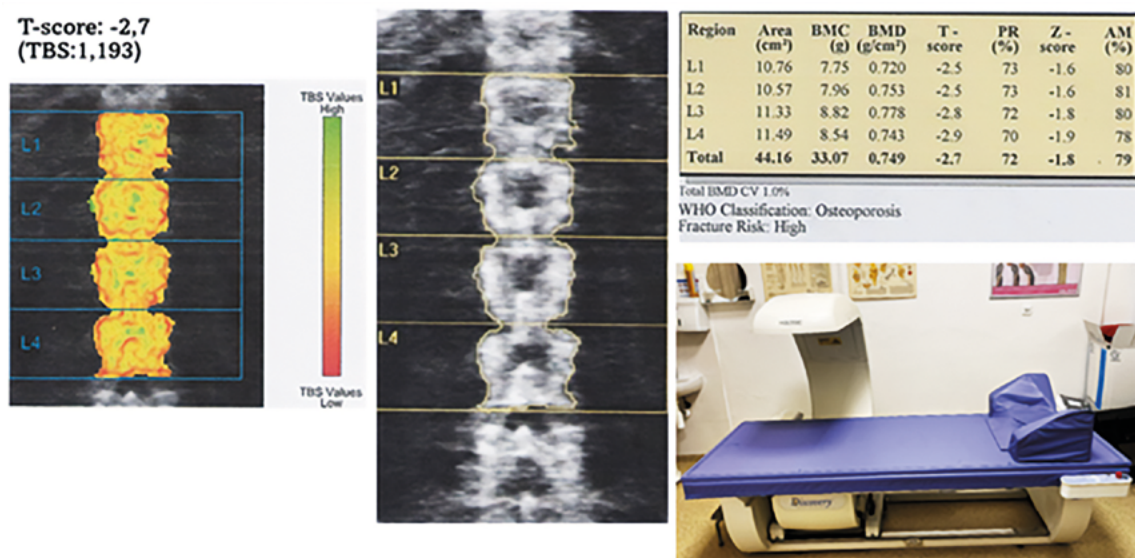 T-score: -2,7
(TBS:1,193)
TBS Values
High
L1
L2
L3
L4
TBS Values
Low
L1
L2
L3
L4
Region Area (cm²) BMC (g) BMD (g/cm²) T - score PR (%) Z - score AM (%)
L1 10.76 7.75 0.720 -2.5 73 -1.6 80
L2 10.57 7.96 0.753 -2.5 73 -1.6 81
L3 11.33 8.82 0.778 -2.8 72 -1.8 80
L4 11.49 8.54 0.743 -2.9 70 -1.9 78
Total 44.16 33.07 0.749 -2.7 72 -1.8 79
Total BMD CV 1.0%
WHO Classification: Osteoporosis
Fracture Risk: High
HOLOGIC
Discovery